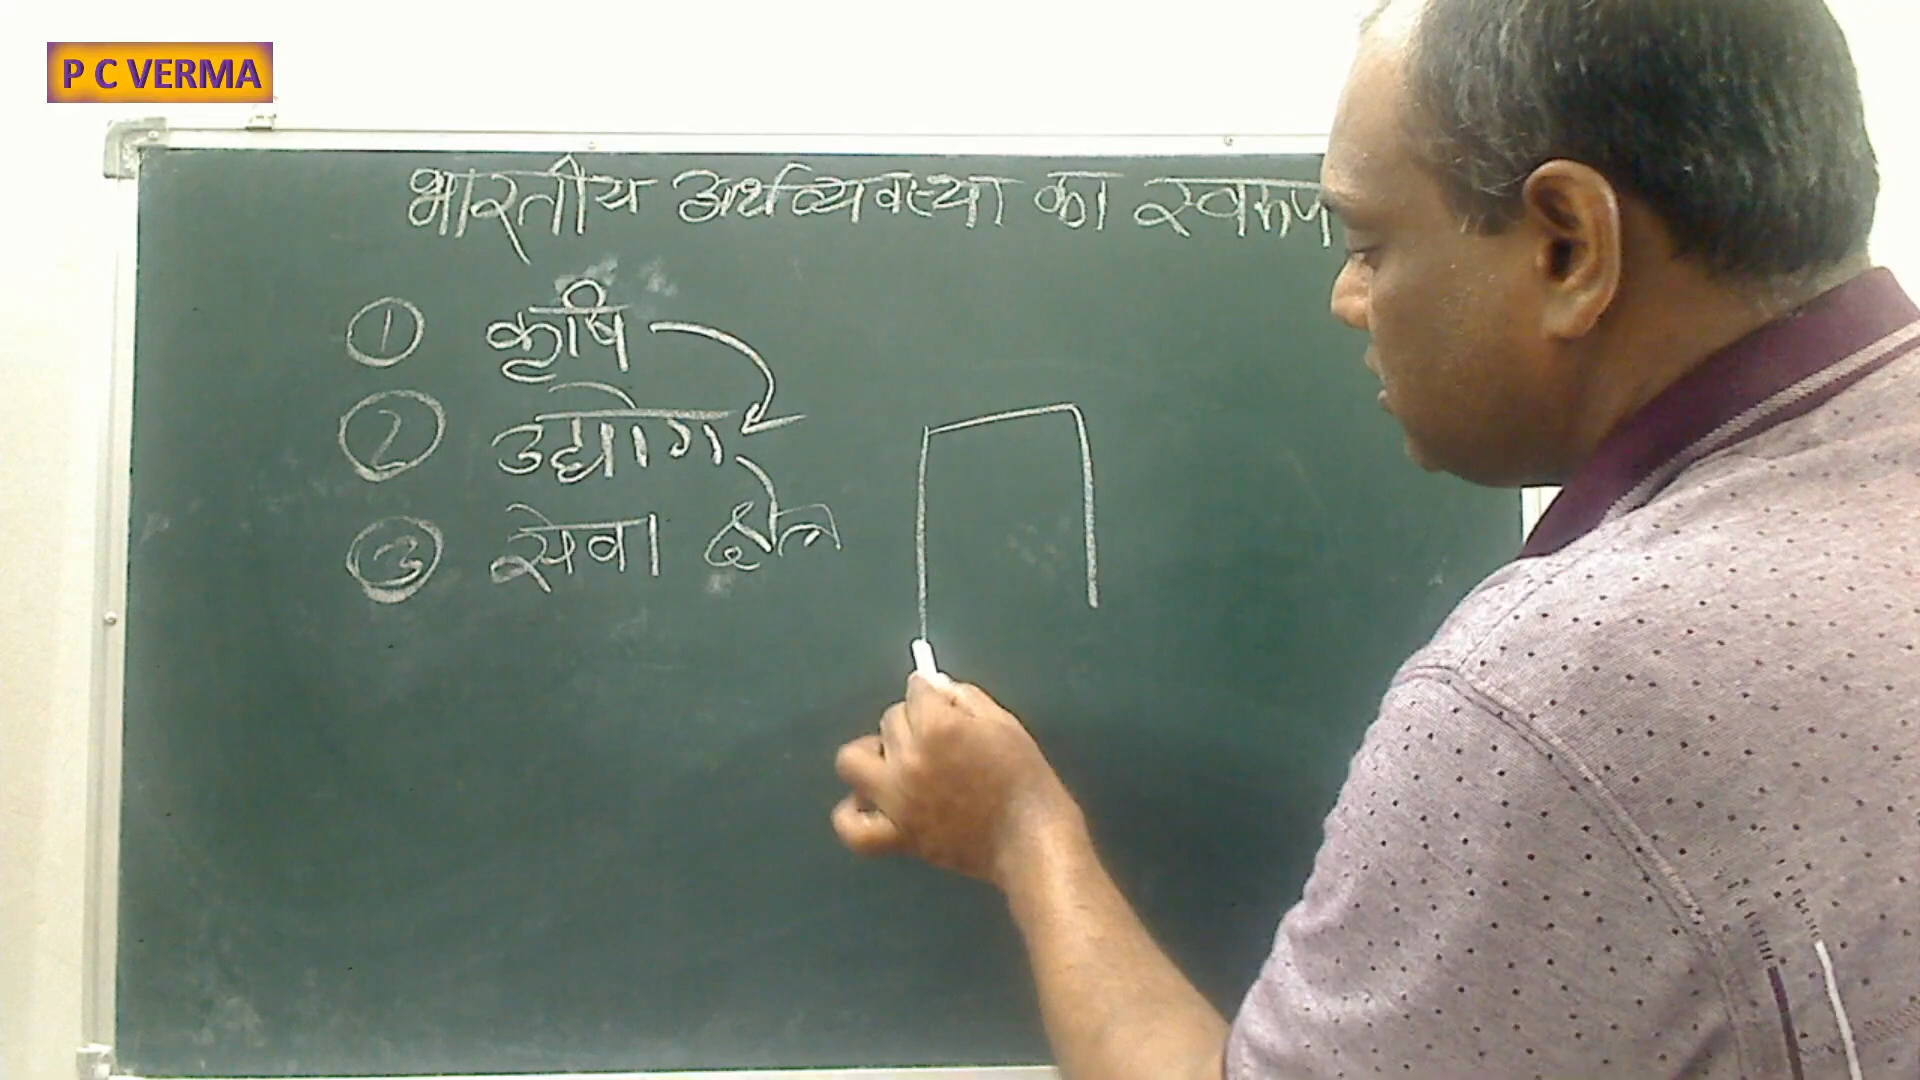 P C VERMA
भारतीय अर्थव्यवस्था का स्वरूप
1 कृषि
2 उद्योग
3 सेवा क्षेत्र